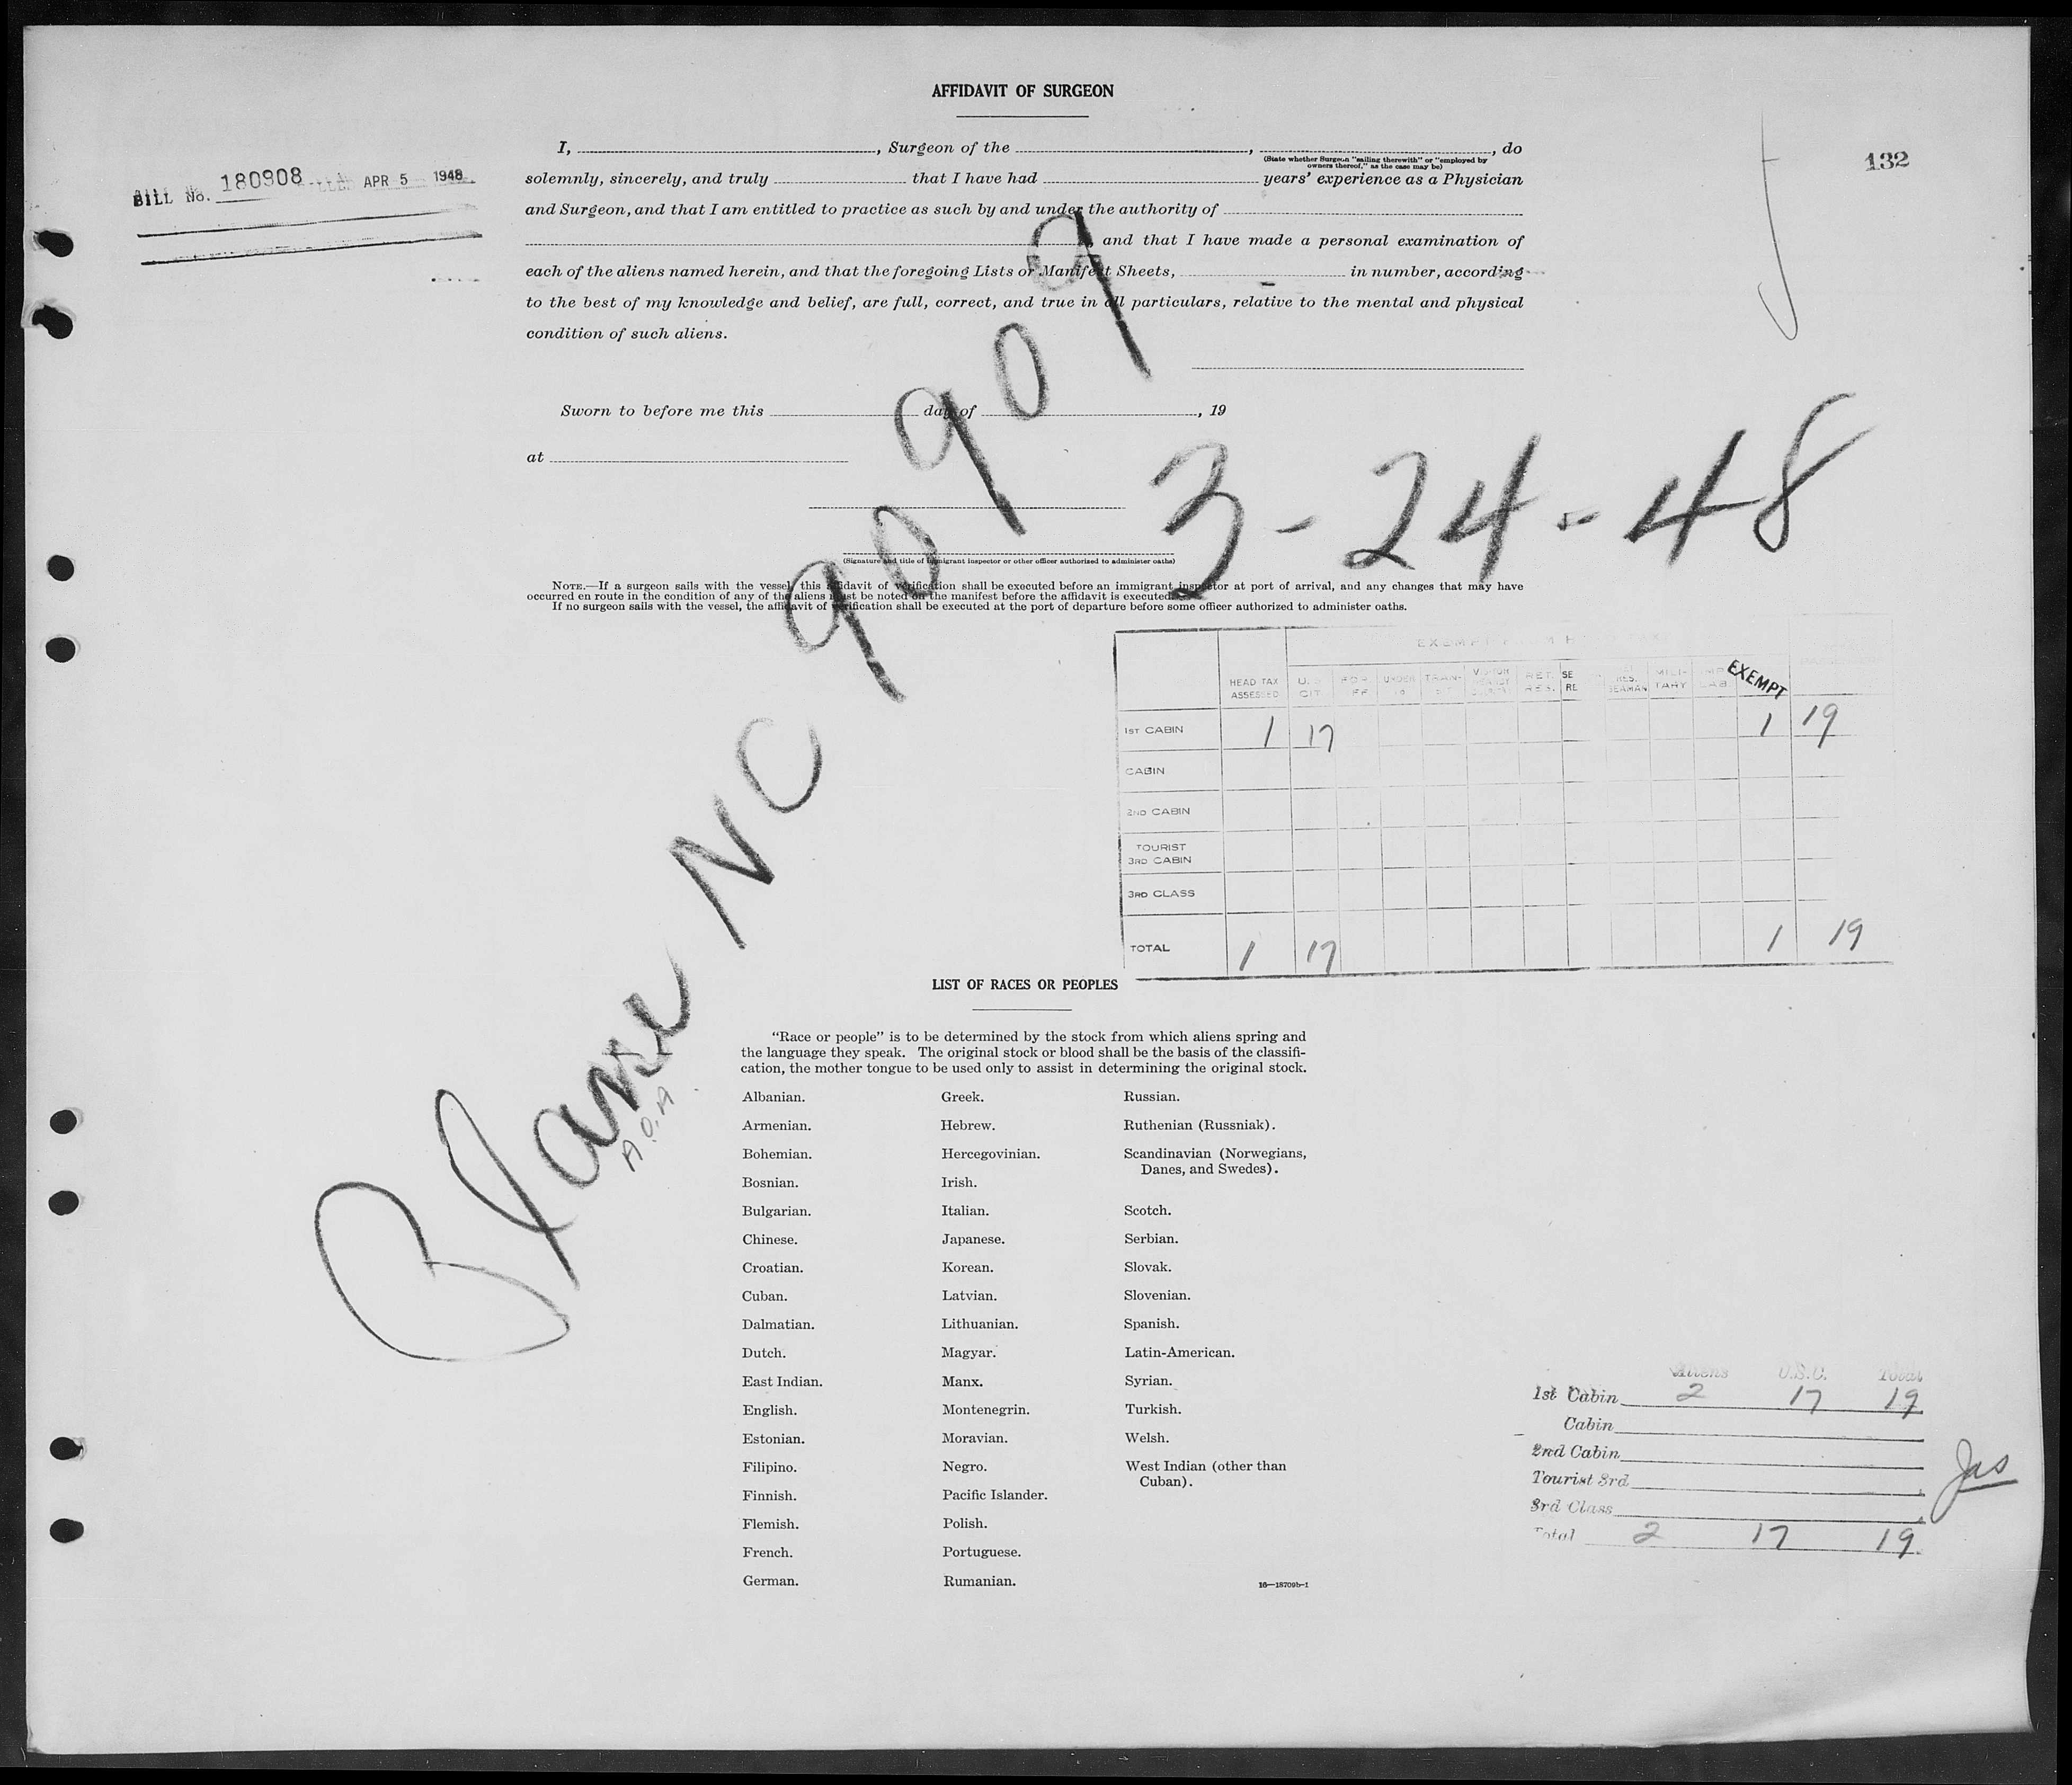 AFFIDAVIT OF SURGEON
132
BILL No. 180908 APR 5 1948
I, , Surgeon of the , , do
(State whether Surgeon "sailing therewith" or "employed by
owners thereof," as the case may be)
solemnly, sincerely, and truly that I have had years' experience as a Physician
and Surgeon, and that I am entitled to practice as such by and under the authority of
, and that I have made a personal examination of
each of the aliens named herein, and that the foregoing Lists or Manifest Sheets, in number, according
to the best of my knowledge and belief, are full, correct, and true in all particulars, relative to the mental and physical
condition of such aliens.
Sworn to before me this day of , 19
at
3-24-48
(Signature and title of immigrant inspector or other officer authorized to administer oaths)
NOTE.—If a surgeon sails with the vessel, this affidavit of verification shall be executed before an immigrant inspector at port of arrival, and any changes that may have
occurred en route in the condition of any of the aliens must be noted on the manifest before the affidavit is executed.
If no surgeon sails with the vessel, the affidavit of verification shall be executed at the port of departure before some officer authorized to administer oaths.
NC 90909
A.O.A.
HEAD TAX ASSESSED U.S. CIT. UNDER 16 TRAN- RET. RES. SE RE RES. SEAMAN MILI- TARY EXEMPT
1ST CABIN 1 17 1 19
CABIN
2ND CABIN
TOURIST
3RD CABIN
3RD CLASS
TOTAL 1 17 1 19
LIST OF RACES OR PEOPLES
"Race or people" is to be determined by the stock from which aliens spring and
the language they speak. The original stock or blood shall be the basis of the classifi-
cation, the mother tongue to be used only to assist in determining the original stock.
Albanian. Greek. Russian.
Armenian. Hebrew. Ruthenian (Russniak).
Bohemian. Hercegovinian. Scandinavian (Norwegians,
Danes, and Swedes).
Bosnian. Irish.
Bulgarian. Italian. Scotch.
Chinese. Japanese. Serbian.
Croatian. Korean. Slovak.
Cuban. Latvian. Slovenian.
Dalmatian. Lithuanian. Spanish.
Dutch. Magyar. Latin-American.
East Indian. Manx. Syrian.
English. Montenegrin. Turkish.
Estonian. Moravian. Welsh.
Filipino. Negro. West Indian (other than
Cuban).
Finnish. Pacific Islander.
Flemish. Polish.
French. Portuguese.
German. Rumanian.
16—18709b-1
Aliens U.S.C. Total
1st Cabin 2 17 19
Cabin
2nd Cabin
Tourist 3rd
3rd Class
Total 2 17 19
Jas